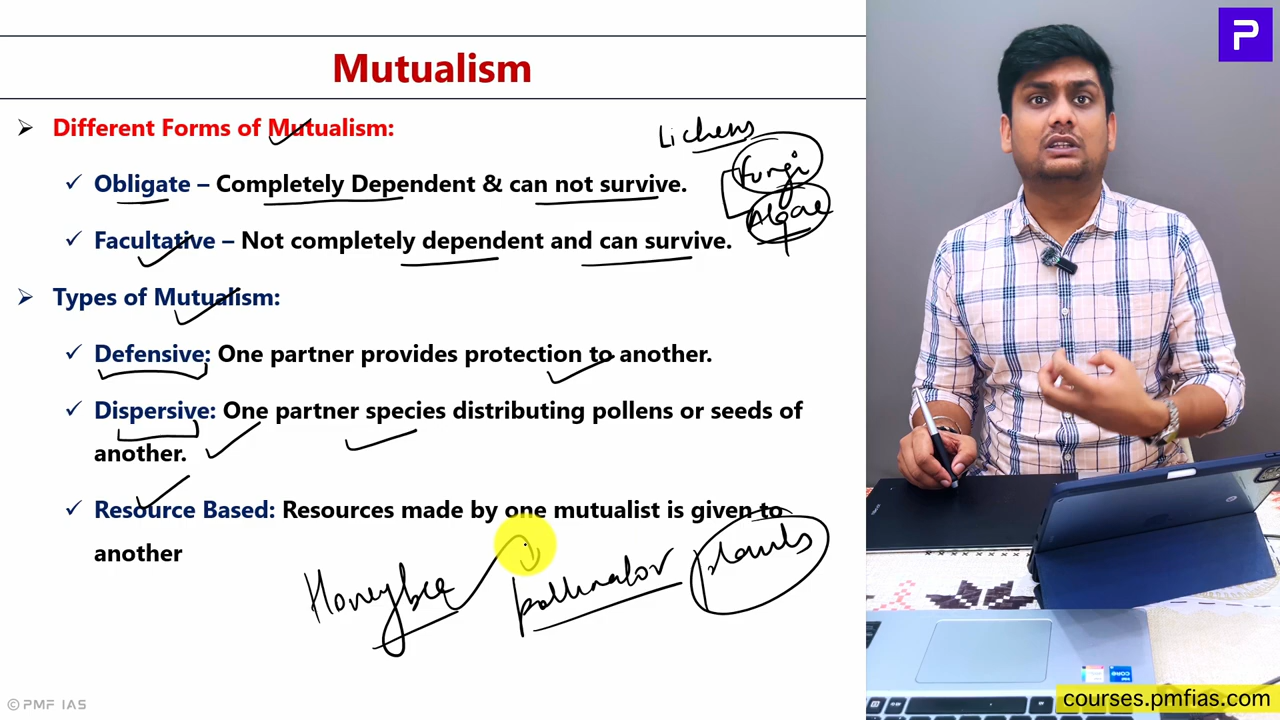 P
Mutualism
Different Forms of Mutualism:
Lichens
Fungi
Algae
Obligate – Completely Dependent & can not survive.
Facultative – Not completely dependent and can survive.
Types of Mutualism:
Defensive: One partner provides protection to another.
Dispersive: One partner species distributing pollens or seeds of
another.
Resource Based: Resources made by one mutualist is given to
another
Honeybee pollinator plants
© PMF IAS
courses.pmfias.com